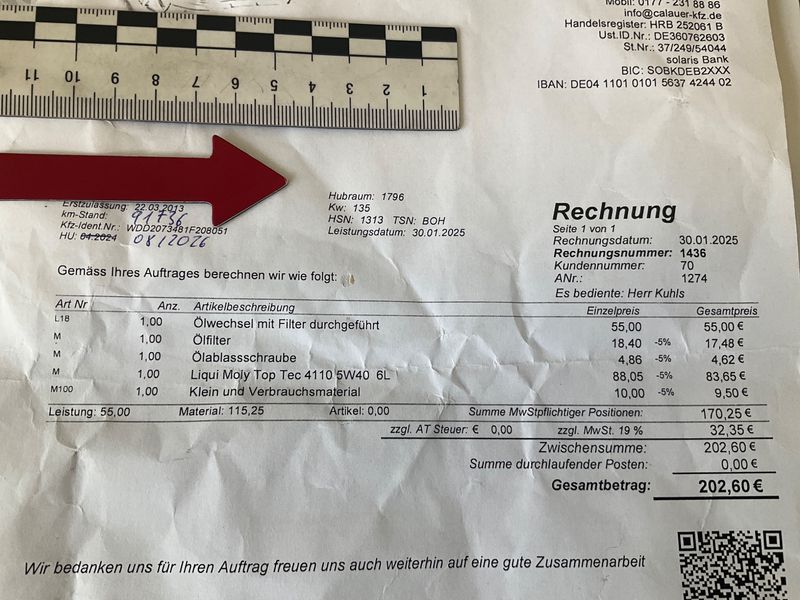 Mobil: 0177 - 231 88 86
info@calauer-kfz.de
Handelsregister: HRB 252061 B
Ust.ID.Nr.: DE360762603
St.Nr.: 37/249/54044
solaris Bank
BIC: SOBKDEB2XXX
IBAN: DE04 1101 0101 5637 4244 02
11 10 9 8 7 6 5 4 3 2 1
Erstzulassung: 22.03.2013
km-Stand: 91736
Kfz-Ident.Nr.: WDD2073481F208051
HU: 04.2024 08/2026
Hubraum: 1796
Kw: 135
HSN: 1313 TSN: BOH
Leistungsdatum: 30.01.2025
Rechnung
Seite 1 von 1
Rechnungsdatum: 30.01.2025
Rechnungsnummer: 1436
Kundennummer: 70
ANr.: 1274
Es bediente: Herr Kuhls
Gemäss Ihres Auftrages berechnen wir wie folgt:
Art Nr Anz. Artikelbeschreibung Einzelpreis Gesamtpreis
L18 1,00 Ölwechsel mit Filter durchgeführt 55,00 55,00 €
M 1,00 Ölfilter 18,40 -5% 17,48 €
M 1,00 Ölablassschraube 4,86 -5% 4,62 €
M 1,00 Liqui Moly Top Tec 4110 5W40 6L 88,05 -5% 83,65 €
M100 1,00 Klein und Verbrauchsmaterial 10,00 -5% 9,50 €
Leistung: 55,00 Material: 115,25 Artikel: 0,00 Summe MwStpflichtiger Positionen: 170,25 €
zzgl. AT Steuer: € 0,00 zzgl. MwSt. 19 % 32,35 €
Zwischensumme: 202,60 €
Summe durchlaufender Posten: 0,00 €
Gesamtbetrag: 202,60 €
Wir bedanken uns für Ihren Auftrag freuen uns auch weiterhin auf eine gute Zusammenarbeit